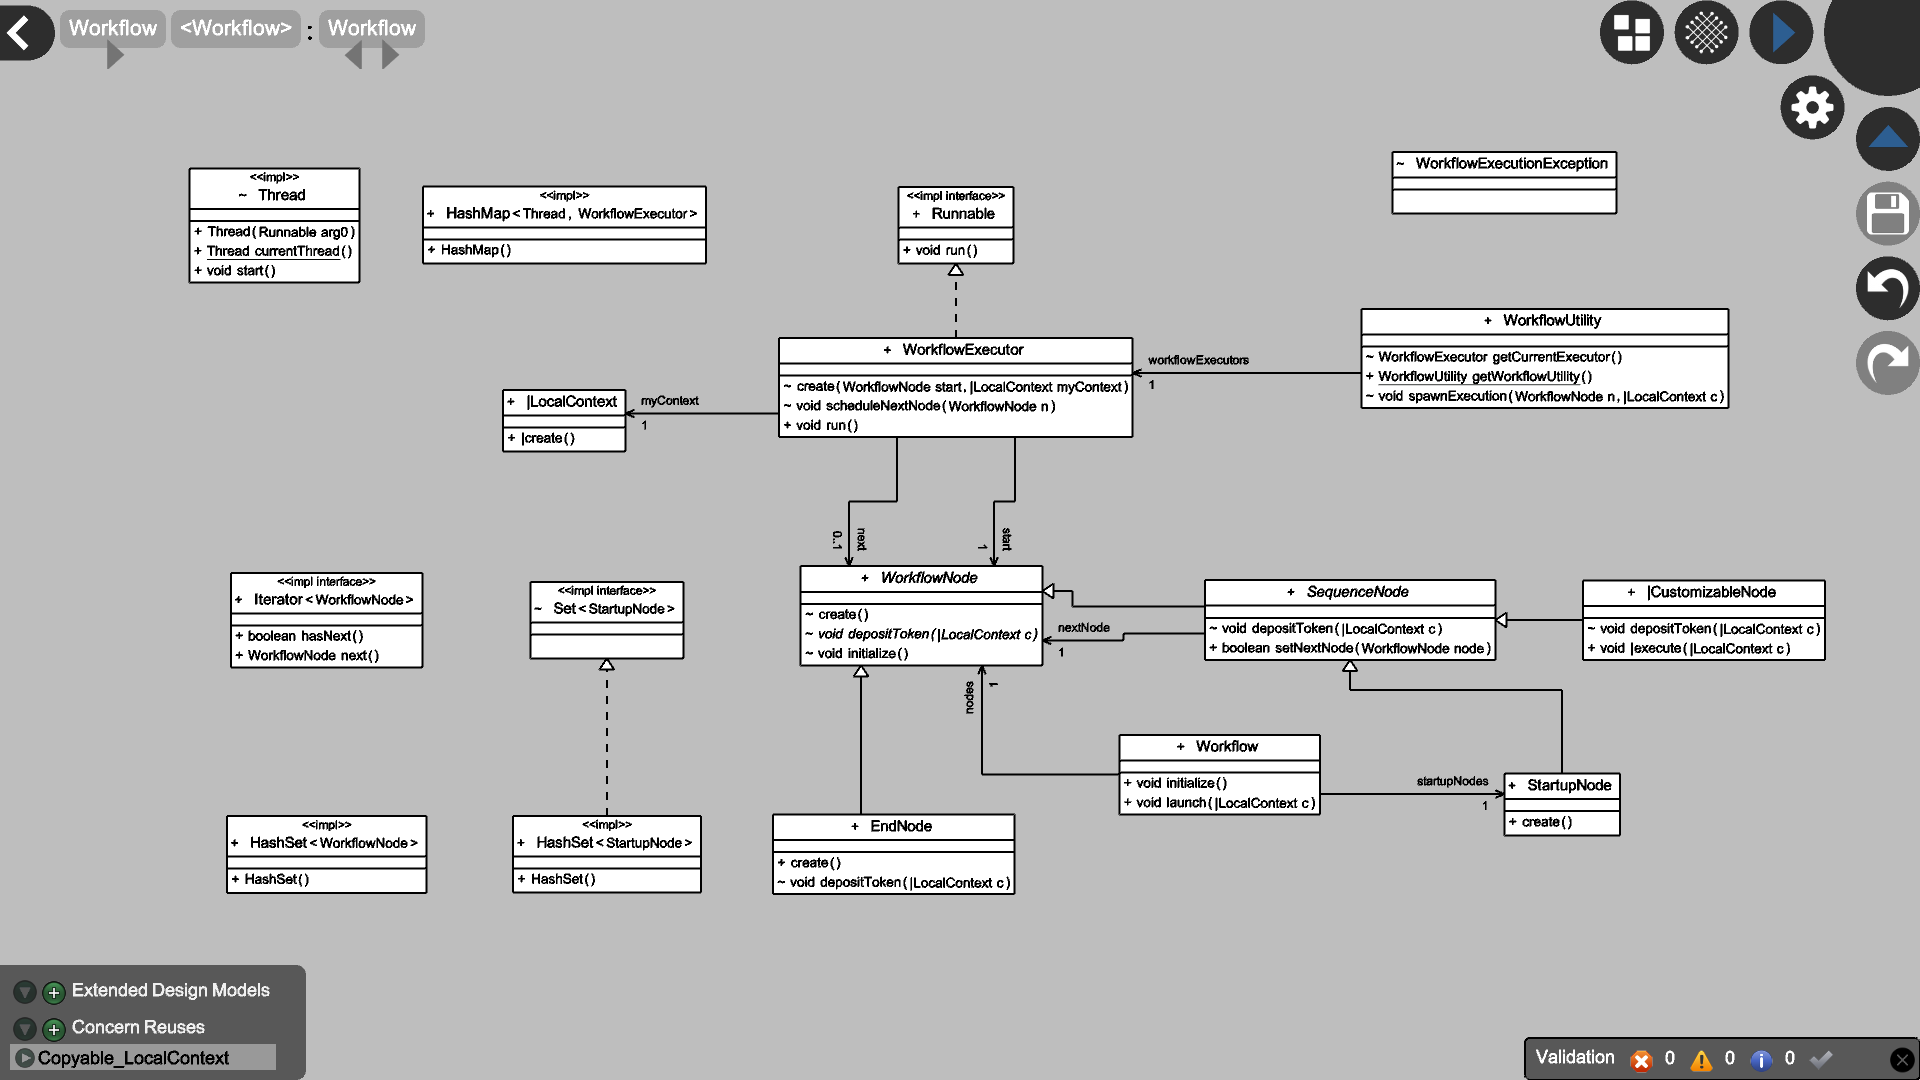 Workflow <Workflow> : Workflow
<<impl>>
~ Thread
+ Thread(Runnable arg0)
+ Thread currentThread()
+ void start()
<<impl>>
+ HashMap<Thread, WorkflowExecutor>
+ HashMap()
<<impl interface>>
+ Runnable
+ void run()
~ WorkflowExecutionException
+ WorkflowExecutor
~ create(WorkflowNode start,|LocalContext myContext)
~ void scheduleNextNode(WorkflowNode n)
+ void run()
workflowExecutors
1
+ WorkflowUtility
~ WorkflowExecutor getCurrentExecutor()
+ WorkflowUtility getWorkflowUtility()
~ void spawnExecution(WorkflowNode n,|LocalContext c)
+ |LocalContext
+ |create()
myContext
1
next
0..1
start
1
<<impl interface>>
+ Iterator<WorkflowNode>
+ boolean hasNext()
+ WorkflowNode next()
<<impl interface>>
~ Set<StartupNode>
+ WorkflowNode
~ create()
~ void depositToken(|LocalContext c)
~ void initialize()
nextNode
1
+ SequenceNode
~ void depositToken(|LocalContext c)
+ boolean setNextNode(WorkflowNode node)
+ |CustomizableNode
~ void depositToken(|LocalContext c)
+ void |execute(|LocalContext c)
nodes
1
+ Workflow
+ void initialize()
+ void launch(|LocalContext c)
startupNodes
1
+ StartupNode
+ create()
<<impl>>
+ HashSet<WorkflowNode>
+ HashSet()
<<impl>>
+ HashSet<StartupNode>
+ HashSet()
+ EndNode
+ create()
~ void depositToken(|LocalContext c)
Extended Design Models
Concern Reuses
Copyable_LocalContext
Validation 0 0 0